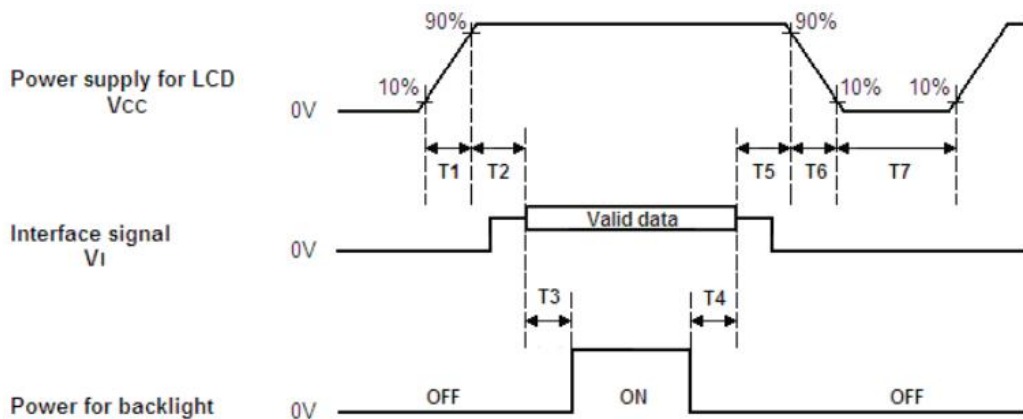 90% 90%
Power supply for LCD 10% 10% 10%
VCC 0V
T1 T2 T5 T6 T7
Valid data
Interface signal 0V
VI
T3 T4
OFF ON OFF
Power for backlight 0V